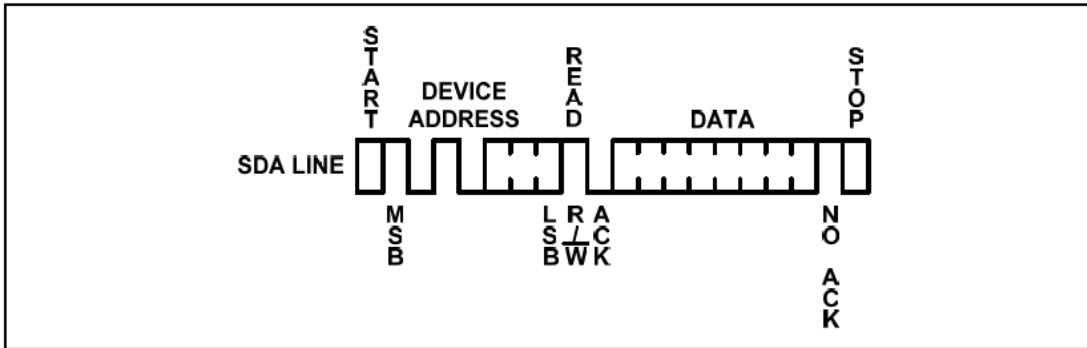 START
READ
STOP
DEVICE
ADDRESS
DATA
SDA LINE
MSB
LSB
R/W
ACK
NO ACK